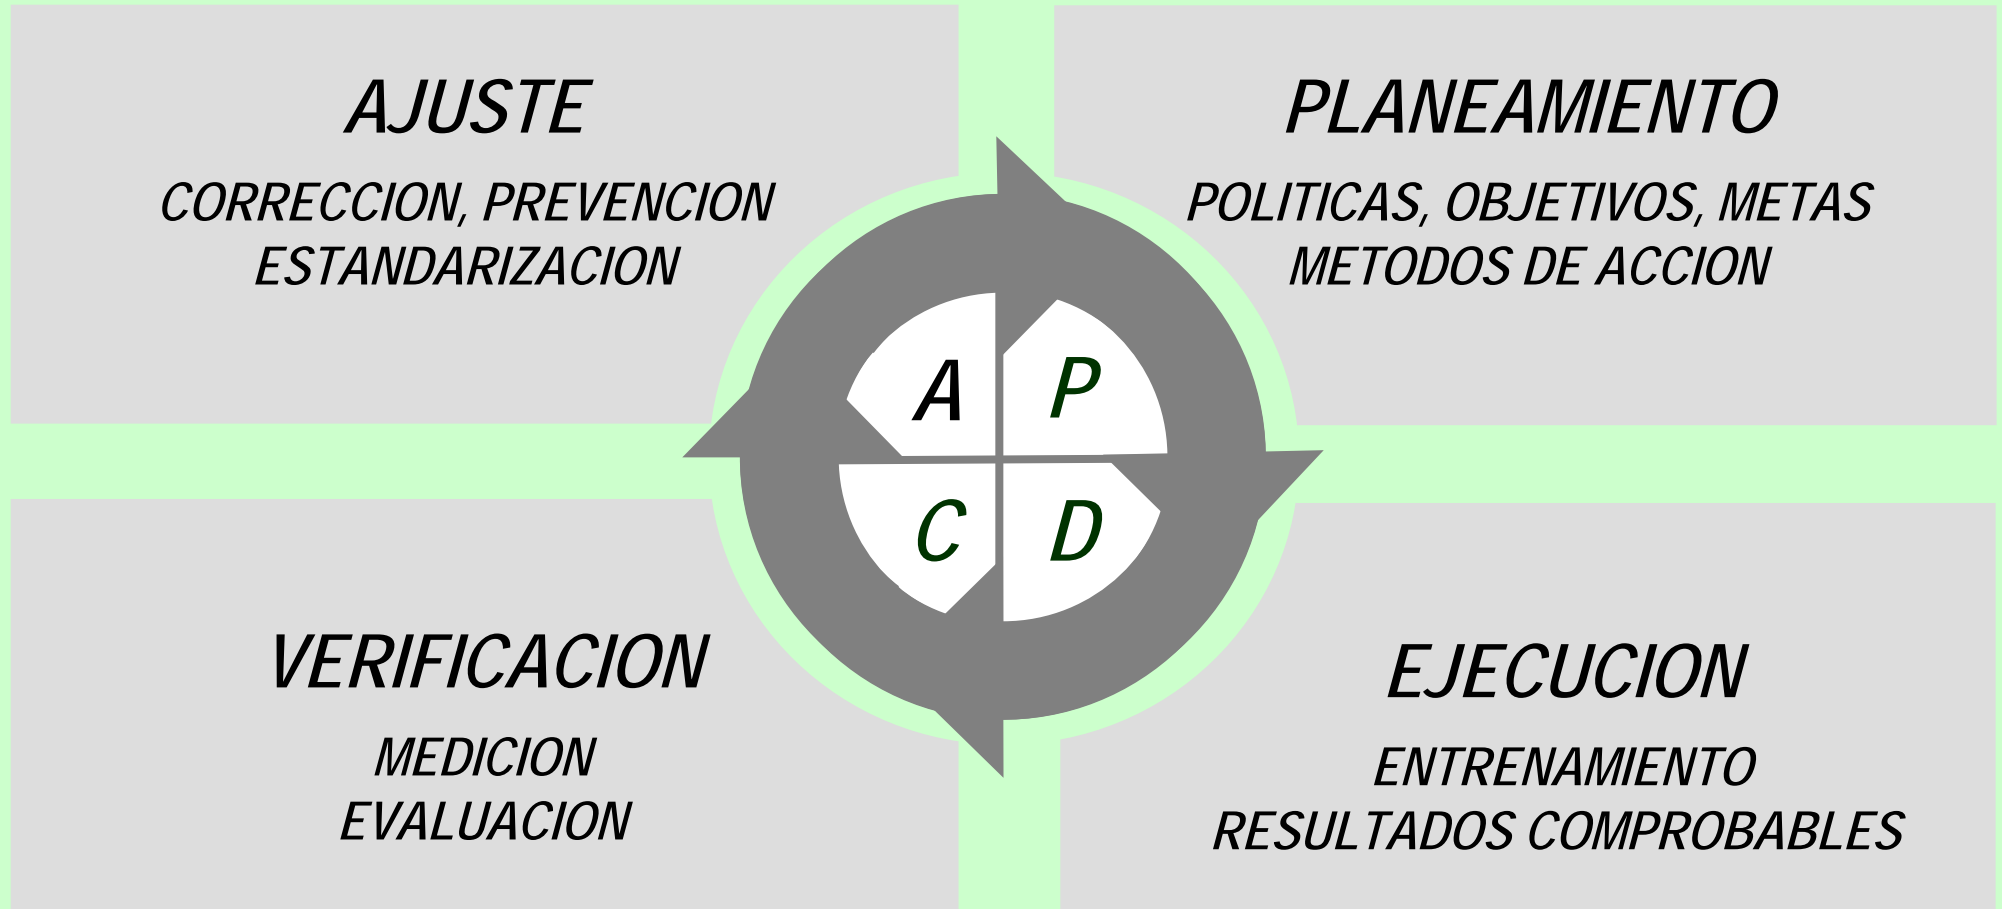 AJUSTE
CORRECCION, PREVENCION
ESTANDARIZACION
PLANEAMIENTO
POLITICAS, OBJETIVOS, METAS
METODOS DE ACCION
A
P
C
D
VERIFICACION
MEDICION
EVALUACION
EJECUCION
ENTRENAMIENTO
RESULTADOS COMPROBABLES